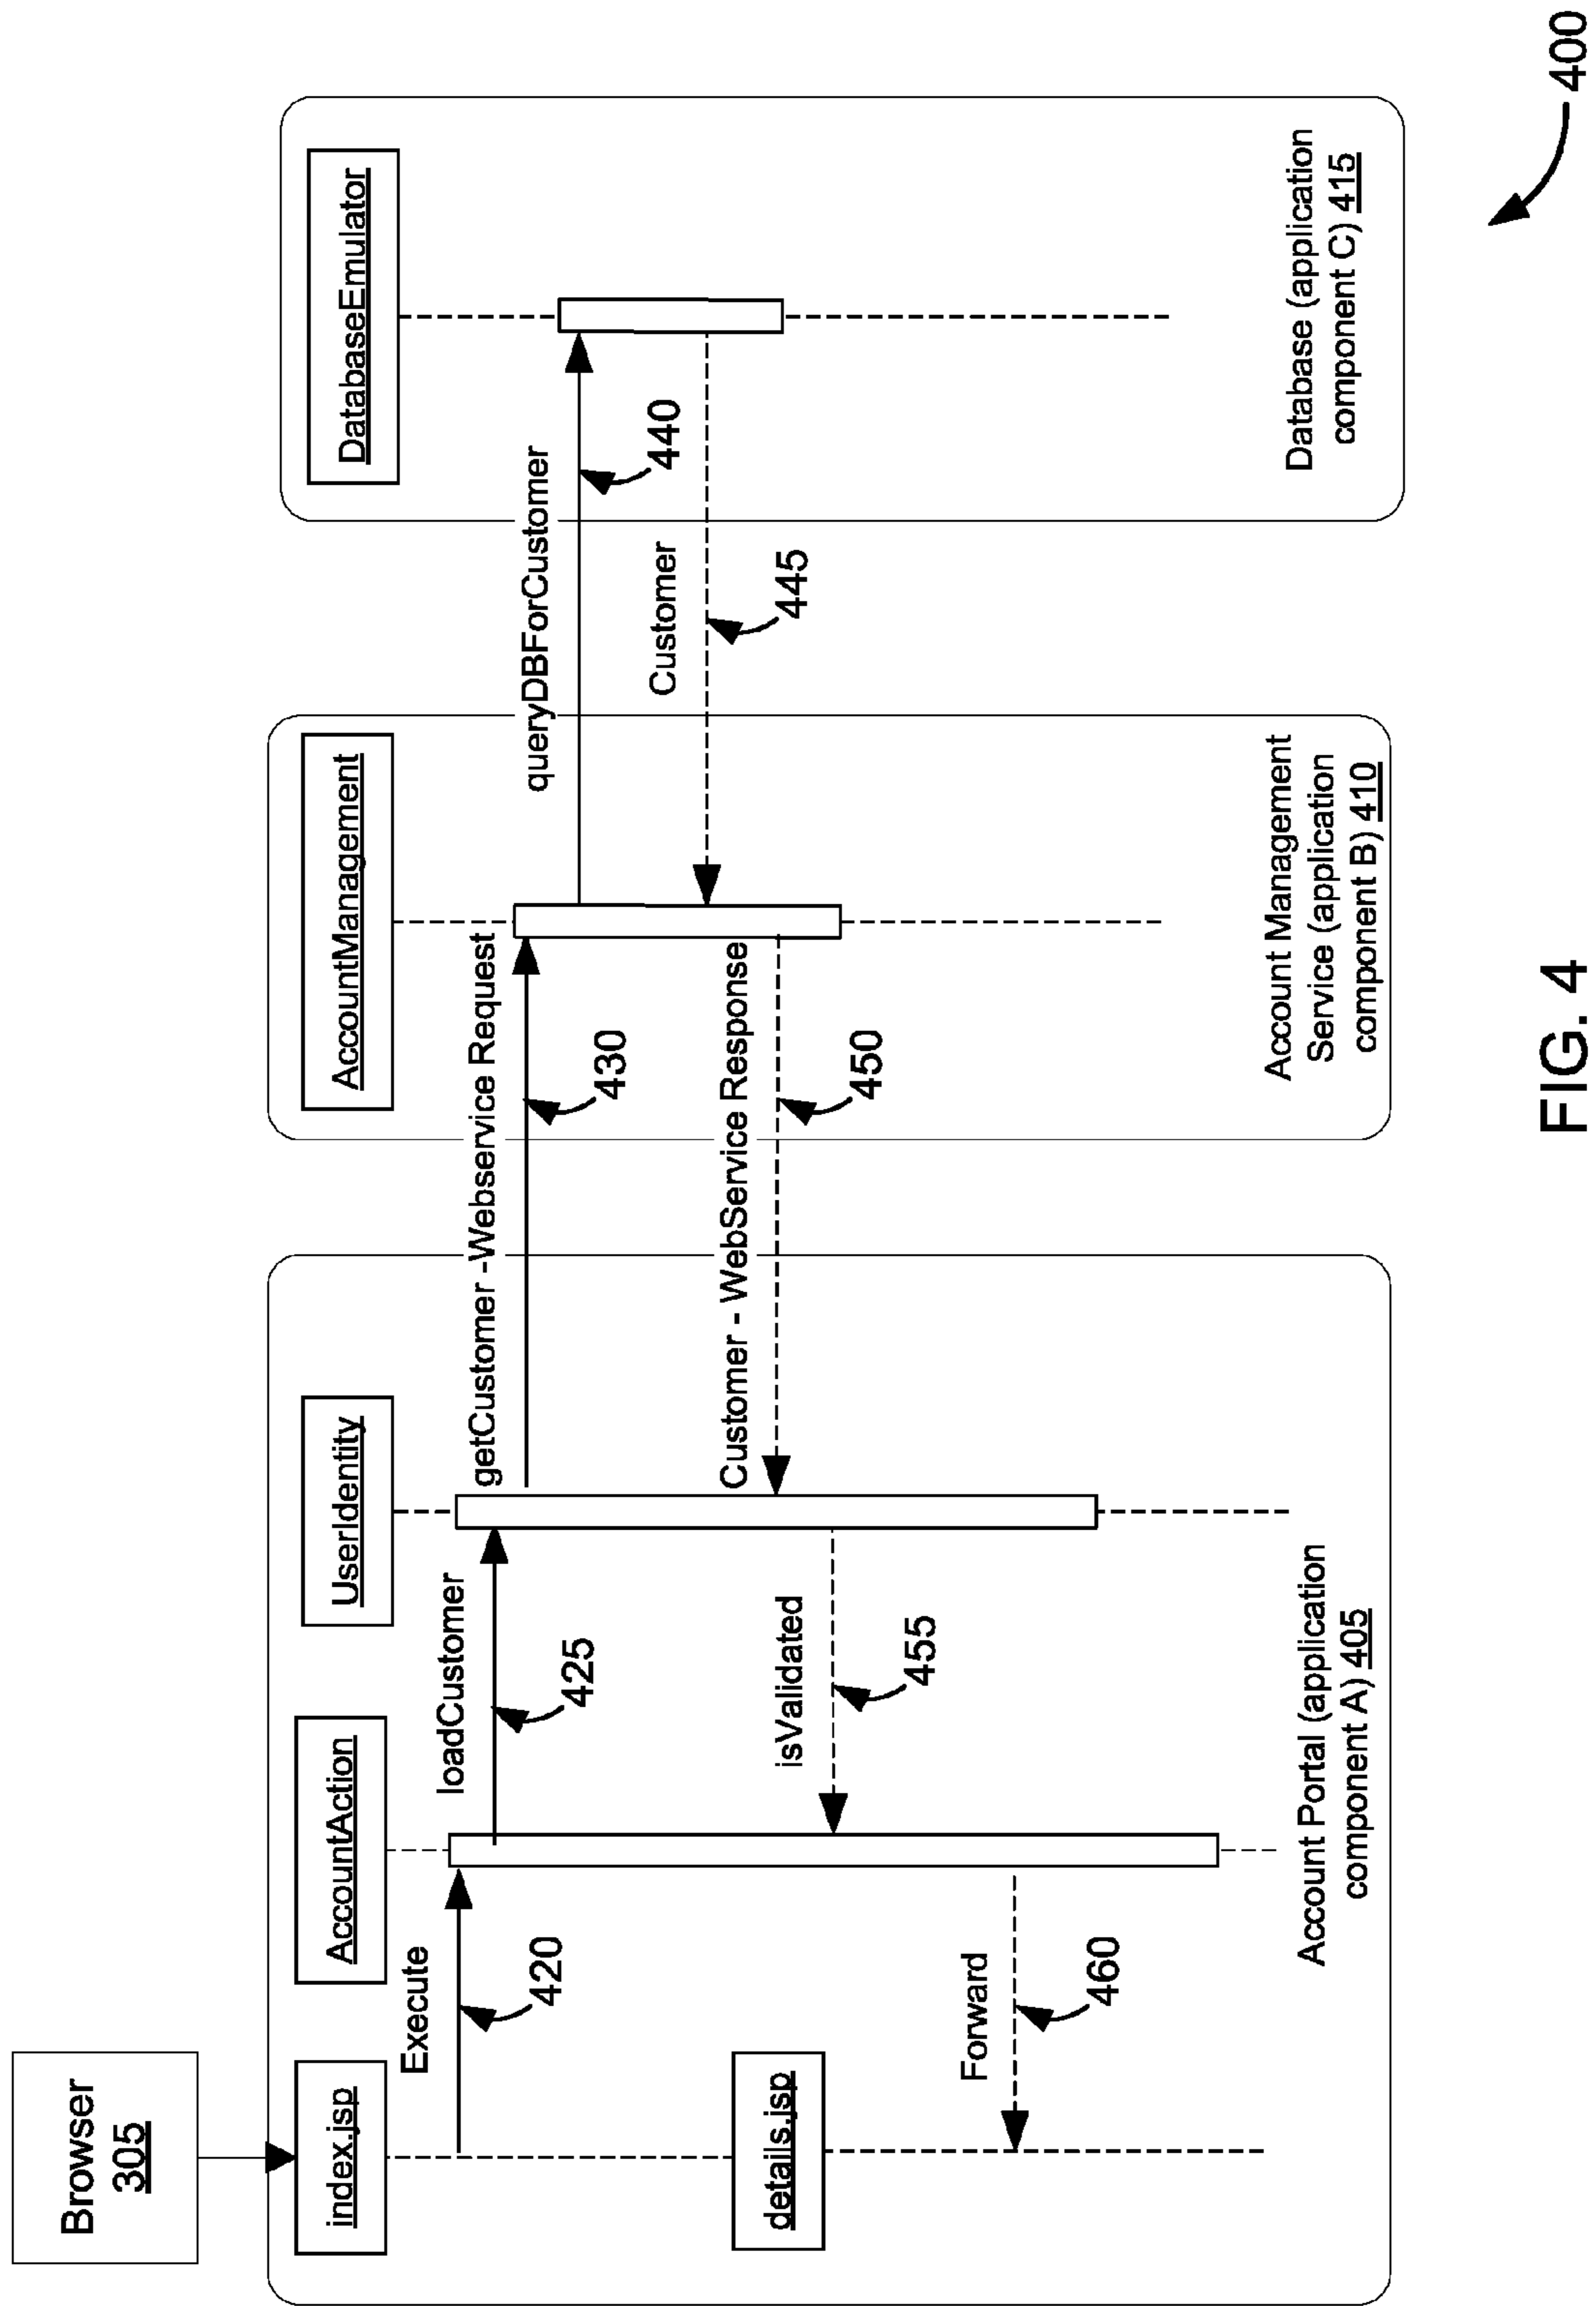 Browser
305
index.jsp
AccountAction
UserIdentity
AccountManagement
DatabaseEmulator
Execute
420
loadCustomer
425
getCustomer -Webservice Request
430
queryDBForCustomer
440
Customer
445
Customer - WebService Response
450
isValidated
455
details.jsp
Forward
460
Account Portal (application
component A) 405
Account Management
Service (application
component B) 410
Database (application
component C) 415
400
FIG. 4